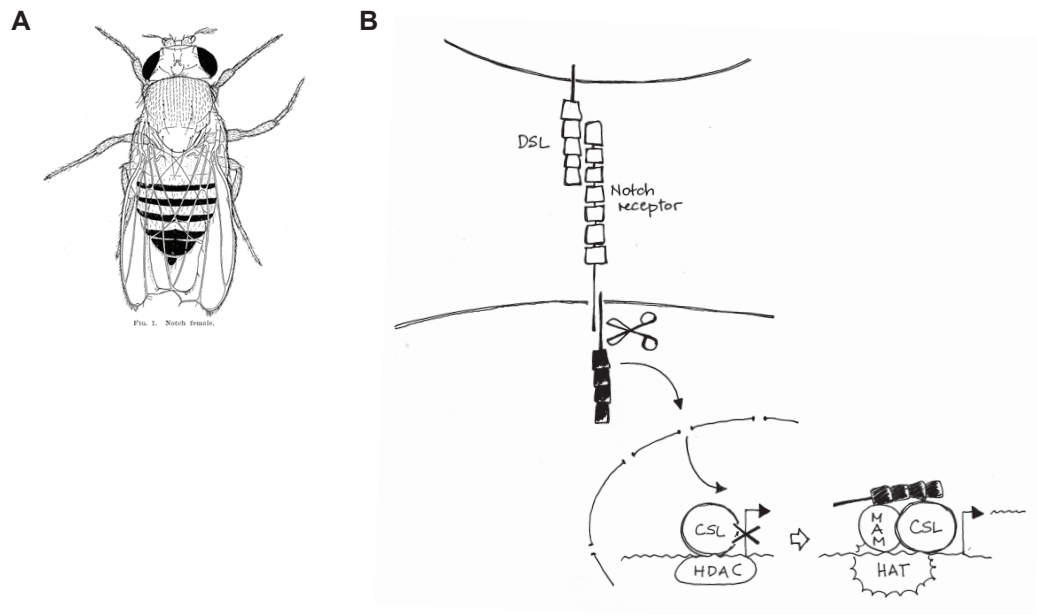 A
B
FIG. 1. Notch female.
DSL
Notch
receptor
CSL
HDAC
MAM
CSL
HAT